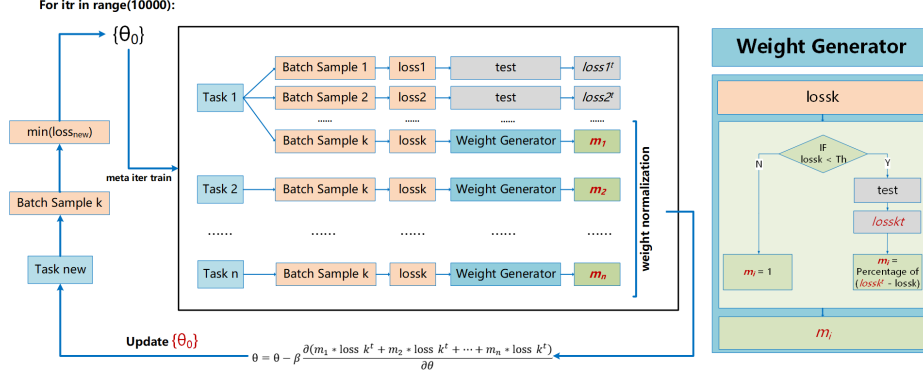 For itr in range(10000):
{θ0}
meta iter train
Task 1
Batch Sample 1
loss1
test
loss1ᵗ
Batch Sample 2
loss2
test
loss2ᵗ
......
......
......
......
Batch Sample k
lossk
Weight Generator
m1
Task 2
Batch Sample k
lossk
Weight Generator
m2
......
......
......
......
......
Task n
Batch Sample k
lossk
Weight Generator
mn
weight normalization
min(lossnew)
Batch Sample k
Task new
Update {θ0}
θ = θ − β ∂(m1 * loss kᵗ + m2 * loss kᵗ + ⋯ + mn * loss kᵗ)
∂θ
Weight Generator
lossk
IF
lossk < Th
N
Y
test
losskt
mi = 1
mi =
Percentage of
(losskᵗ - lossk)
mi